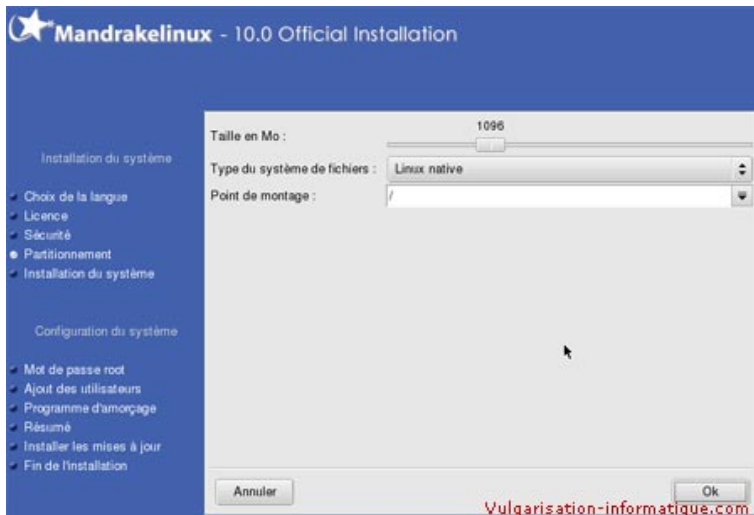 Mandrakelinux - 10.0 Official Installation
Installation du système
Choix de la langue
Licence
Sécurité
Partitionnement
Installation du système
Configuration du système
Mot de passe root
Ajout des utilisateurs
Programme d'amorçage
Résumé
Installer les mises à jour
Fin de l'installation
Taille en Mo :
1096
Type du système de fichiers :
Linux native
Point de montage :
/
Annuler
Ok
Vulgarisation-informatique.com